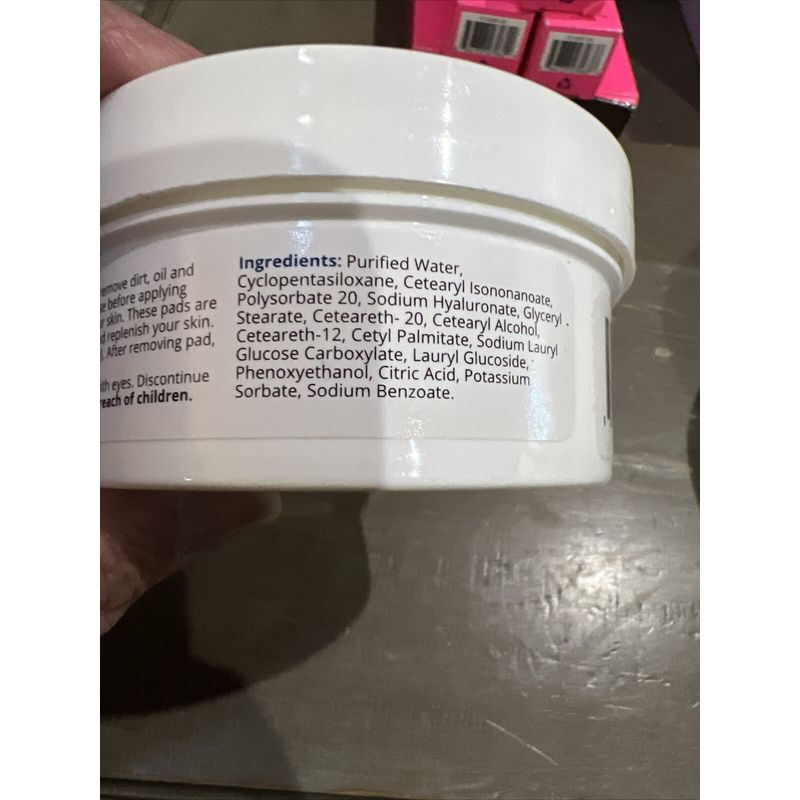 remove dirt, oil and
before applying
skin. These pads are
replenish your skin.
After removing pad,
with eyes. Discontinue
reach of children.
Ingredients: Purified Water,
Cyclopentasiloxane, Cetearyl Isononanoate,
Polysorbate 20, Sodium Hyaluronate, Glyceryl
Stearate, Ceteareth- 20, Cetearyl Alcohol,
Ceteareth-12, Cetyl Palmitate, Sodium Lauryl
Glucose Carboxylate, Lauryl Glucoside,
Phenoxyethanol, Citric Acid, Potassium
Sorbate, Sodium Benzoate.